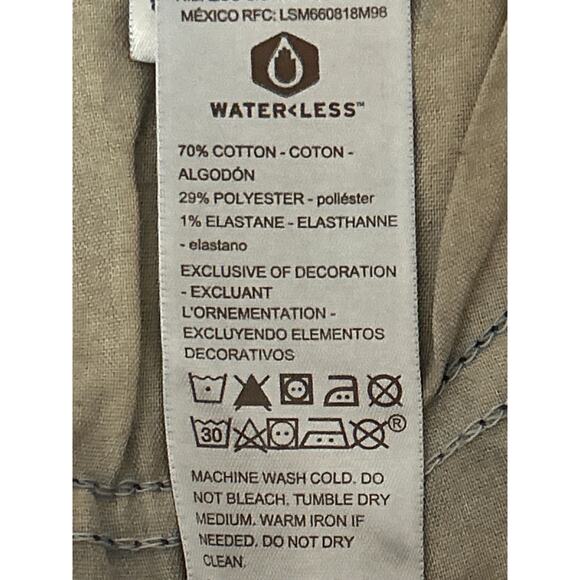 MÉXICO RFC: LSM660818M98
WATER<LESS™
70% COTTON - COTON -
ALGODÓN
29% POLYESTER - poliéster
1% ELASTANE - ELASTHANNE -
- elastano
EXCLUSIVE OF DECORATION
- EXCLUANT
L'ORNEMENTATION -
EXCLUYENDO ELEMENTOS
DECORATIVOS
30 ®
MACHINE WASH COLD. DO
NOT BLEACH. TUMBLE DRY
MEDIUM. WARM IRON IF
NEEDED. DO NOT DRY
CLEAN.